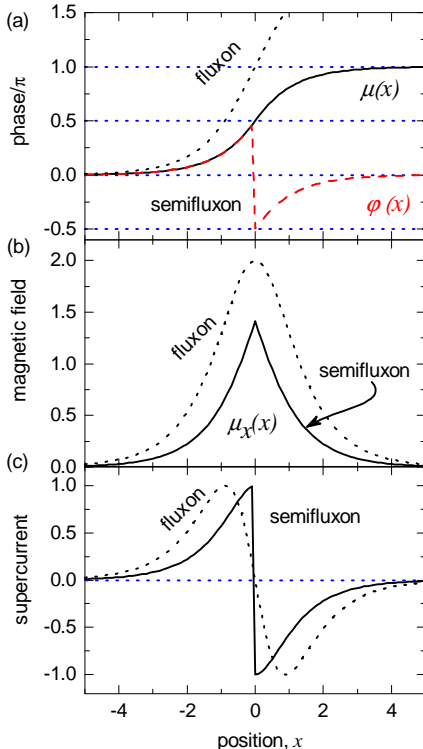 (a)
phase/π
1.0
0.5
0.0
-0.5
fluxon
μ(x)
semifluxon
φ(x)
(b)
magnetic field
2.0
1.5
1.0
0.5
0.0
fluxon
semifluxon
μx(x)
(c)
supercurrent
1.0
0.5
0.0
-0.5
-1.0
fluxon
semifluxon
-4 -2 0 2 4
position, x